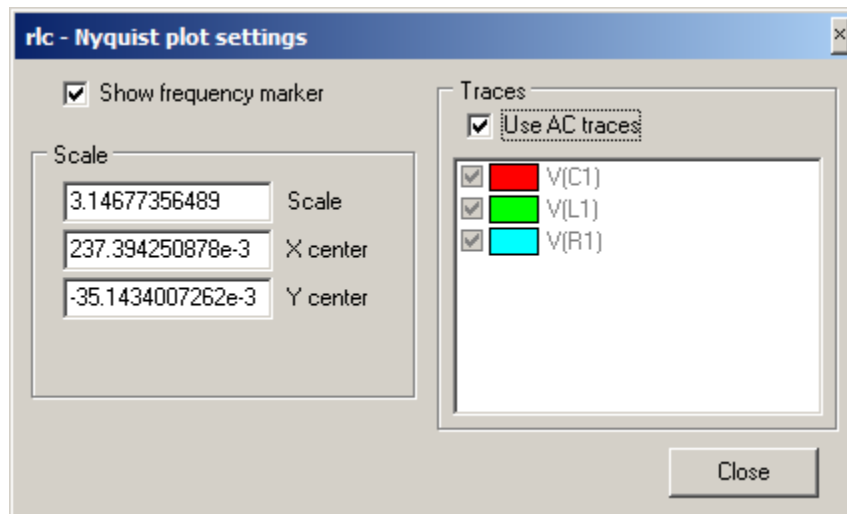 rlc - Nyquist plot settings
Show frequency marker
Scale
3.14677356489 Scale
237.394250878e-3 X center
-35.1434007262e-3 Y center
Traces
Use AC traces
V(C1)
V(L1)
V(R1)
Close